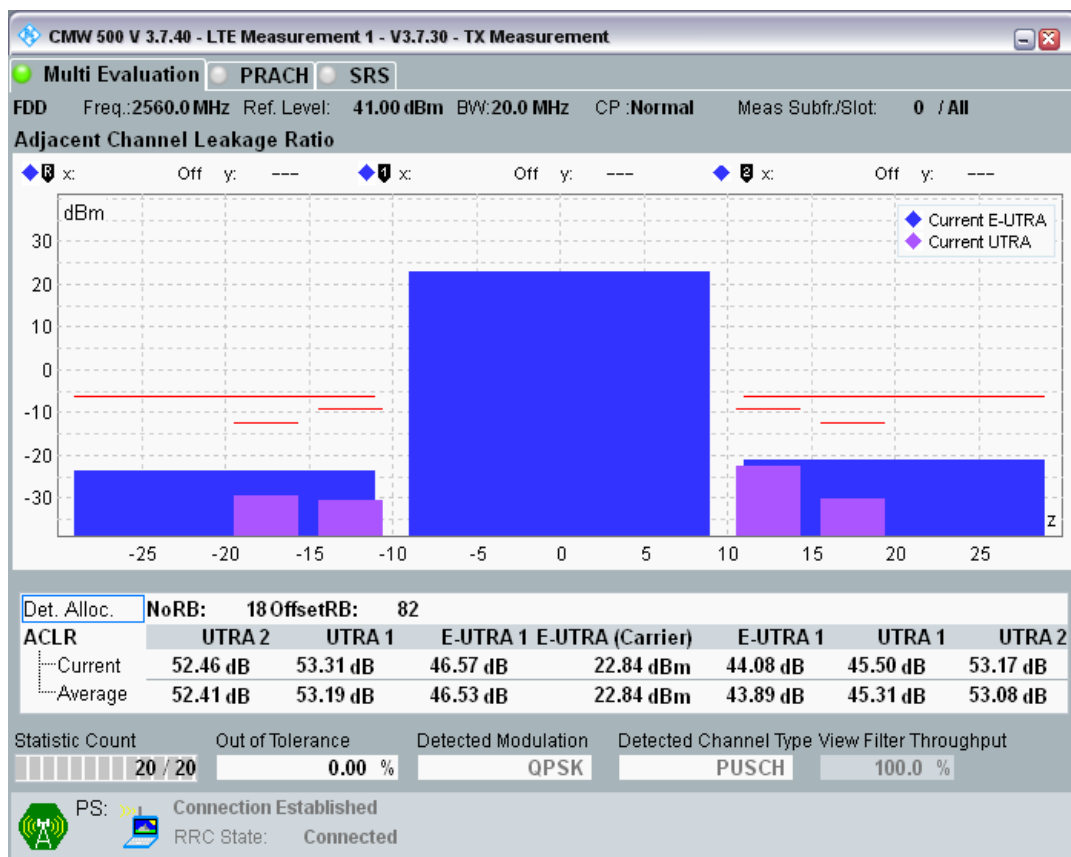 CMW 500 V 3.7.40 - LTE Measurement 1 - V3.7.30 - TX Measurement
Multi Evaluation PRACH SRS
FDD Freq.:2560.0 MHz Ref. Level: 41.00 dBm BW:20.0 MHz CP :Normal Meas Subfr./Slot: 0 / All
Adjacent Channel Leakage Ratio
R x: Off y: --- 1 x: Off y: --- 2 x: Off y: ---
dBm
Current E-UTRA
Current UTRA
30
20
10
0
-10
-20
-30
z
-25 -20 -15 -10 -5 0 5 10 15 20 25
Det. Alloc. NoRB: 18 OffsetRB: 82
ACLR UTRA 2 UTRA 1 E-UTRA 1 E-UTRA (Carrier) E-UTRA 1 UTRA 1 UTRA 2
Current 52.46 dB 53.31 dB 46.57 dB 22.84 dBm 44.08 dB 45.50 dB 53.17 dB
Average 52.41 dB 53.19 dB 46.53 dB 22.84 dBm 43.89 dB 45.31 dB 53.08 dB
Statistic Count Out of Tolerance Detected Modulation Detected Channel Type View Filter Throughput
20 / 20 0.00 % QPSK PUSCH 100.0 %
PS: Connection Established
RRC State: Connected